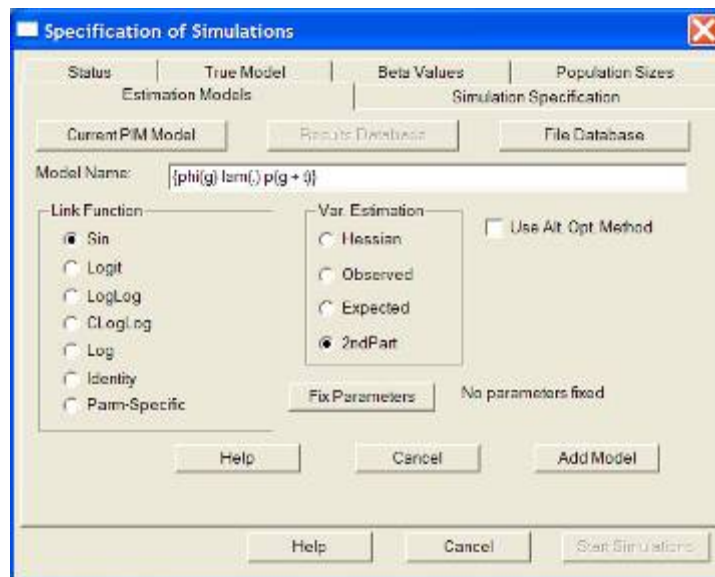 Specification of Simulations
Status True Model Beta Values Population Sizes
Estimation Models Simulation Specification
Current PIM Model Results Database File Database
Model Name: {phi(g) lam(.) p(g + t)}
Link Function Var. Estimation
Sin Hessian Use Alt. Opt. Method
Logit
Observed
LogLog
CLogLog Expected
Log 2ndPart
Identity
Parm-Specific Fix Parameters No parameters fixed
Help Cancel Add Model
Help Cancel Start Simulations